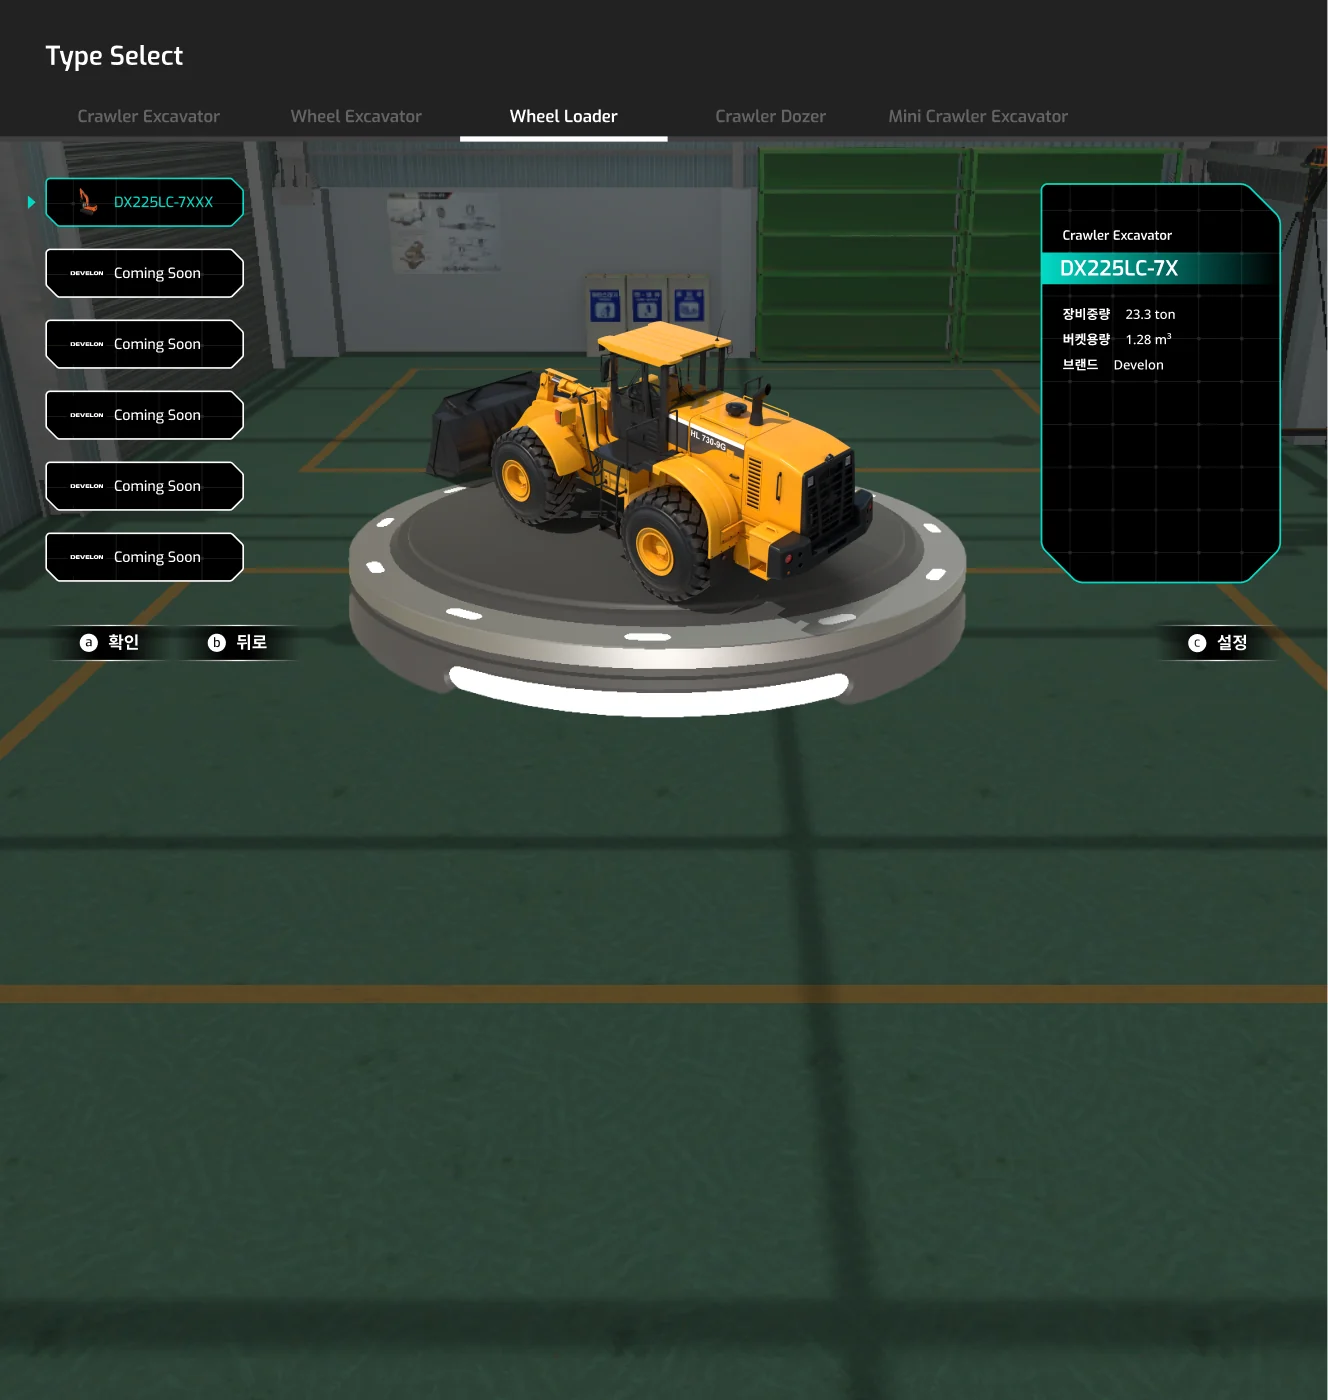 Type Select
Crawler Excavator
Wheel Excavator
Wheel Loader
Crawler Dozer
Mini Crawler Excavator
DX225LC-7XXX
DEVELON Coming Soon
DEVELON Coming Soon
DEVELON Coming Soon
DEVELON Coming Soon
DEVELON Coming Soon
a 확인
b 뒤로
HL 730-9G
Crawler Excavator
DX225LC-7X
장비중량 23.3 ton
버켓용량 1.28 m³
브랜드 Develon
c 설정